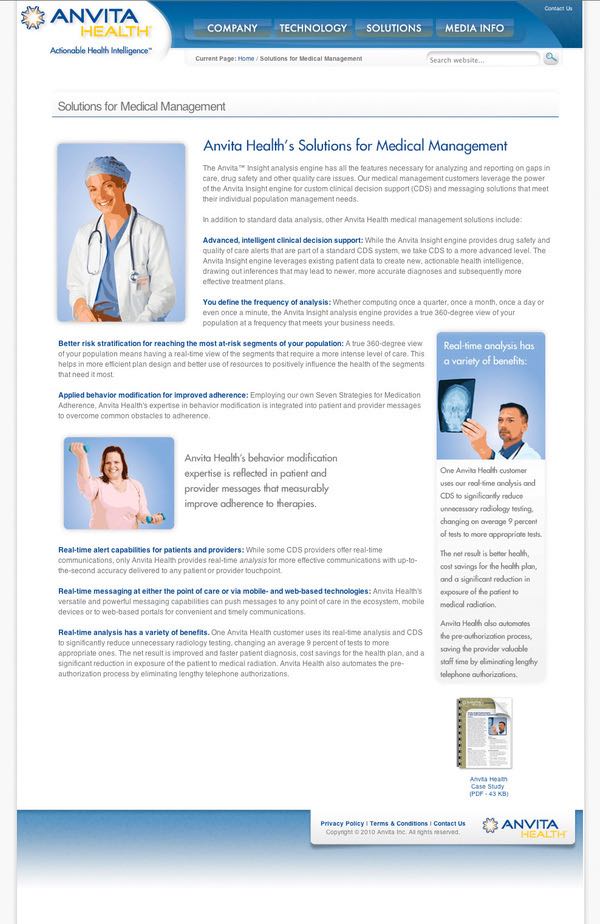 ANVITA
HEALTH
Actionable Health Intelligence™
COMPANY
TECHNOLOGY
SOLUTIONS
MEDIA INFO
Contact Us
Current Page: Home / Solutions for Medical Management
Search website...
Solutions for Medical Management
Anvita Health's Solutions for Medical Management
The Anvita™ Insight analysis engine has all the features necessary for analyzing and reporting on gaps in
care, drug safety and other quality care issues. Our medical management customers leverage the power
of the Anvita Insight engine for custom clinical decision support (CDS) and messaging solutions that meet
their individual population management needs.
In addition to standard data analysis, other Anvita Health medical management solutions include:
Advanced, intelligent clinical decision support: While the Anvita Insight engine provides drug safety and
quality of care alerts that are part of a standard CDS system, we take CDS to a more advanced level. The
Anvita Insight engine leverages existing patient data to create new, actionable health intelligence,
drawing out inferences that may lead to newer, more accurate diagnoses and subsequently more
effective treatment plans.
You define the frequency of analysis: Whether computing once a quarter, once a month, once a day or
even once a minute, the Anvita Insight analysis engine provides a true 360-degree view of your
population at a frequency that meets your business needs.
Better risk stratification for reaching the most at-risk segments of your population: A true 360-degree view
of your population means having a real-time view of the segments that require a more intense level of care. This
helps in more efficient plan design and better use of resources to positively influence the health of the segments
that need it most.
Applied behavior modification for improved adherence: Employing our own Seven Strategies for Medication
Adherence, Anvita Health's expertise in behavior modification is integrated into patient and provider messages
to overcome common obstacles to adherence.
Anvita Health's behavior modification
expertise is reflected in patient and
provider messages that measurably
improve adherence to therapies.
Real-time alert capabilities for patients and providers: While some CDS providers offer real-time
communications, only Anvita Health provides real-time analysis for more effective communications with up-to-
the-second accuracy delivered to any patient or provider touchpoint.
Real-time messaging at either the point of care or via mobile- and web-based technologies: Anvita Health's
versatile and powerful messaging capabilities can push messages to any point of care in the ecosystem, mobile
devices or to web-based portals for convenient and timely communications.
Real-time analysis has a variety of benefits. One Anvita Health customer uses its real-time analysis and CDS
to significantly reduce unnecessary radiology testing, changing an average 9 percent of tests to more
appropriate ones. The net result is improved and faster patient diagnosis, cost savings for the health plan, and a
significant reduction in exposure of the patient to medical radiation. Anvita Health also automates the pre-
authorization process by eliminating lengthy telephone authorizations.
Real-time analysis has
a variety of benefits:
One Anvita Health customer
uses our real-time analysis and
CDS to significantly reduce
unnecessary radiology testing,
changing on average 9 percent
of tests to more appropriate tests.
The net result is better health,
cost savings for the health plan,
and a significant reduction in
exposure of the patient to
medical radiation.
Anvita Health also automates
the pre-authorization process,
saving the provider valuable
staff time by eliminating lengthy
telephone authorizations.
Anvita Health
Case Study
(PDF - 43 KB)
Privacy Policy | Terms & Conditions | Contact Us
Copyright © 2010 Anvita Inc. All rights reserved.
ANVITA
HEALTH